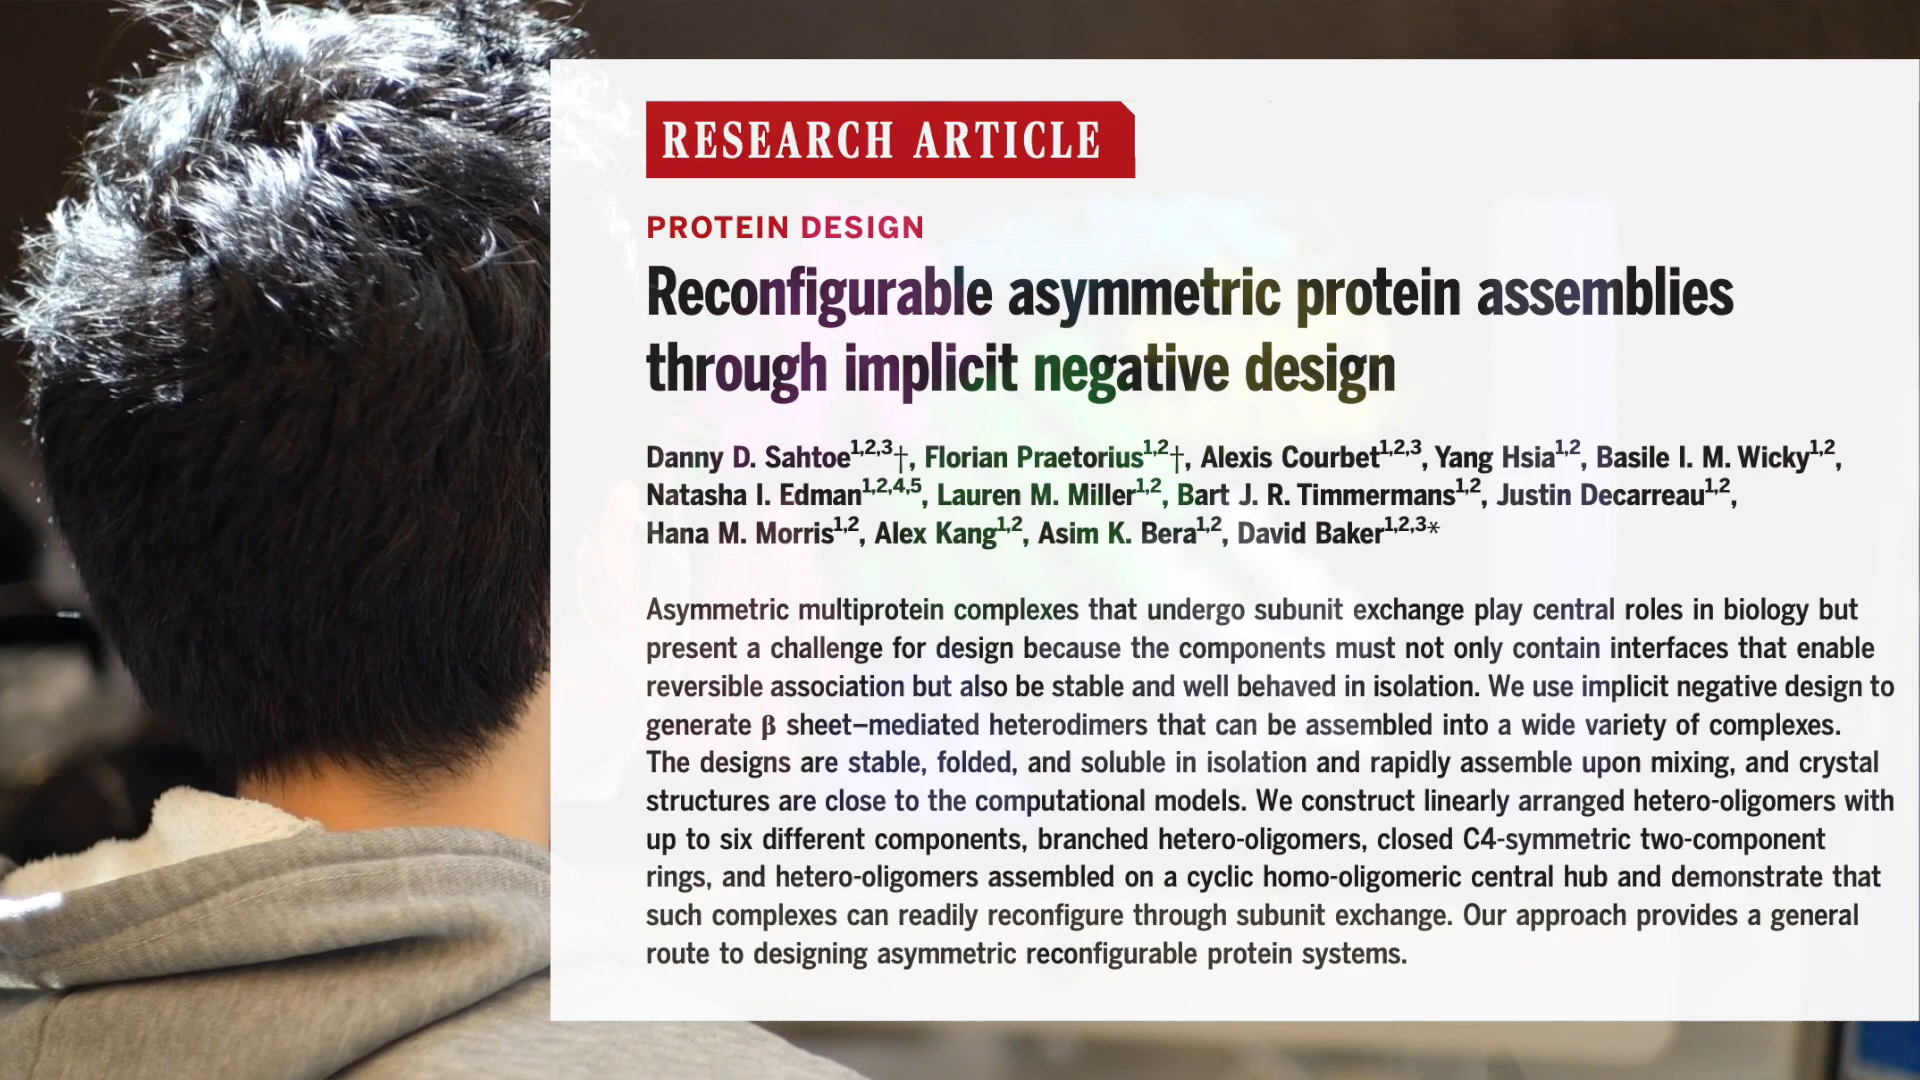 RESEARCH ARTICLE
PROTEIN DESIGN
Reconfigurable asymmetric protein assemblies
through implicit negative design
Danny D. Sahtoe1,2,3†, Florian Praetorius1,2†, Alexis Courbet1,2,3, Yang Hsia1,2, Basile I. M. Wicky1,2,
Natasha I. Edman1,2,4,5, Lauren M. Miller1,2, Bart J. R. Timmermans1,2, Justin Decarreau1,2,
Hana M. Morris1,2, Alex Kang1,2, Asim K. Bera1,2, David Baker1,2,3*
Asymmetric multiprotein complexes that undergo subunit exchange play central roles in biology but
present a challenge for design because the components must not only contain interfaces that enable
reversible association but also be stable and well behaved in isolation. We use implicit negative design to
generate β sheet–mediated heterodimers that can be assembled into a wide variety of complexes.
The designs are stable, folded, and soluble in isolation and rapidly assemble upon mixing, and crystal
structures are close to the computational models. We construct linearly arranged hetero-oligomers with
up to six different components, branched hetero-oligomers, closed C4-symmetric two-component
rings, and hetero-oligomers assembled on a cyclic homo-oligomeric central hub and demonstrate that
such complexes can readily reconfigure through subunit exchange. Our approach provides a general
route to designing asymmetric reconfigurable protein systems.